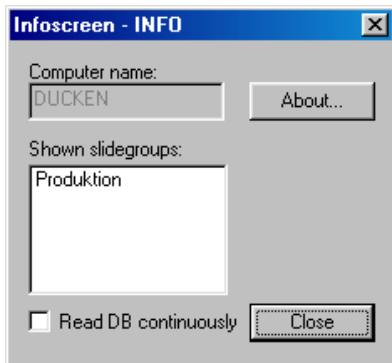 Infoscreen - INFO
Computer name:
DUCKEN
About...
Shown slidegroups:
Produktion
Read DB continuously
Close